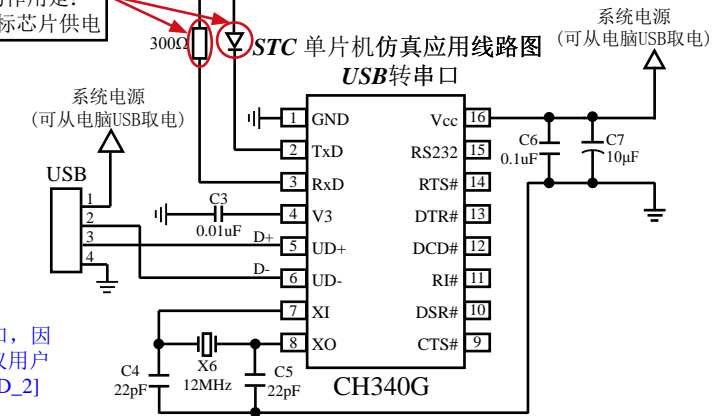 作用是:
标芯片供电
300Ω
STC 单片机仿真应用线路图
USB转串口
系统电源
(可从电脑USB取电)
系统电源
(可从电脑USB取电)
USB
1
2
3
4
1 GND
2 TxD
3 RxD
4 V3
5 UD+
6 UD-
7 XI
8 XO
Vcc 16
RS232 15
RTS# 14
DTR# 13
DCD# 12
RI# 11
DSR# 10
CTS# 9
C3
0.01uF
D+
D-
C6
0.1uF
C7
10μF
C4
22pF
X6
12MHz
C5
22pF
CH340G
口，因
议用户
D_2]